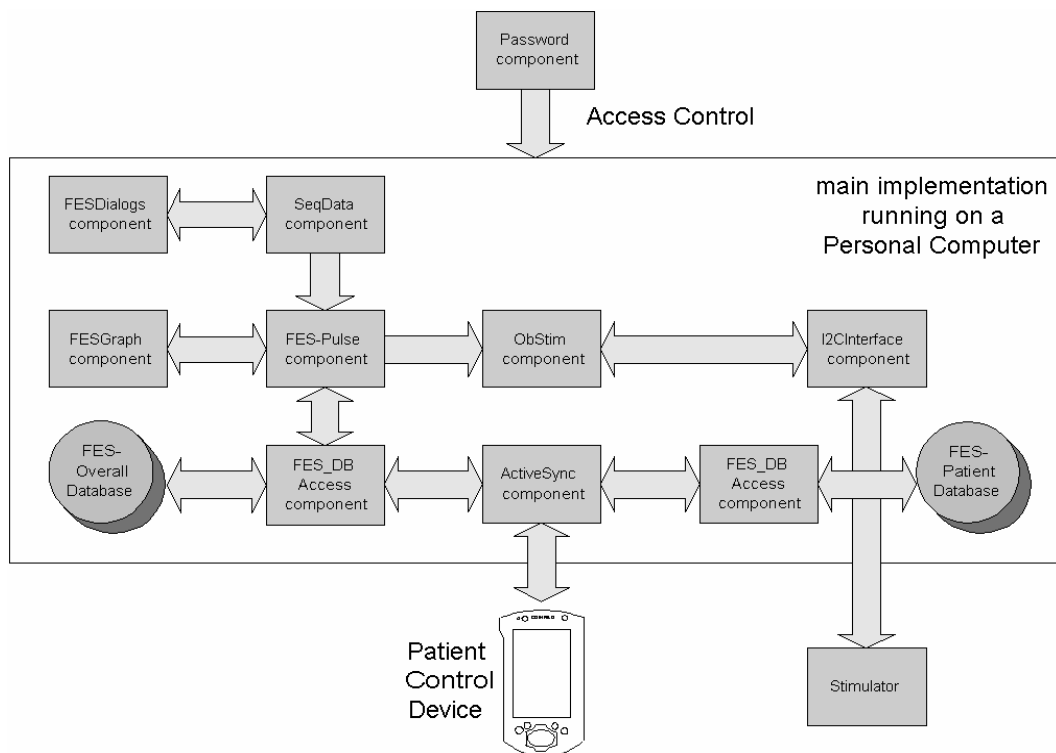 Password
component
Access Control
main implementation
running on a
Personal Computer
FESDialogs
component
SeqData
component
FESGraph
component
FES-Pulse
component
ObStim
component
I2CInterface
component
FES-
Overall
Database
FES_DB
Access
component
ActiveSync
component
FES_DB
Access
component
FES-
Patient
Database
Patient
Control
Device
Stimulator